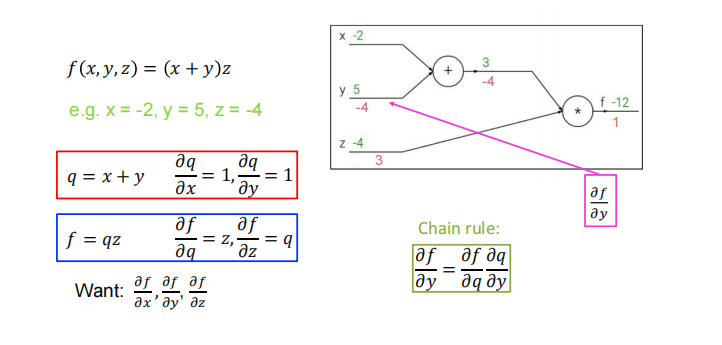 f(x, y, z) = (x + y)z
e.g. x = -2, y = 5, z = -4
q = x + y   ∂q/∂x = 1, ∂q/∂y = 1
f = qz   ∂f/∂q = z, ∂f/∂z = q
Want: ∂f/∂x, ∂f/∂y, ∂f/∂z
x -2
+
3
-4
y 5
-4
*
f -12
1
z -4
3
∂f/∂y
Chain rule:
∂f/∂y = ∂f/∂q ∂q/∂y